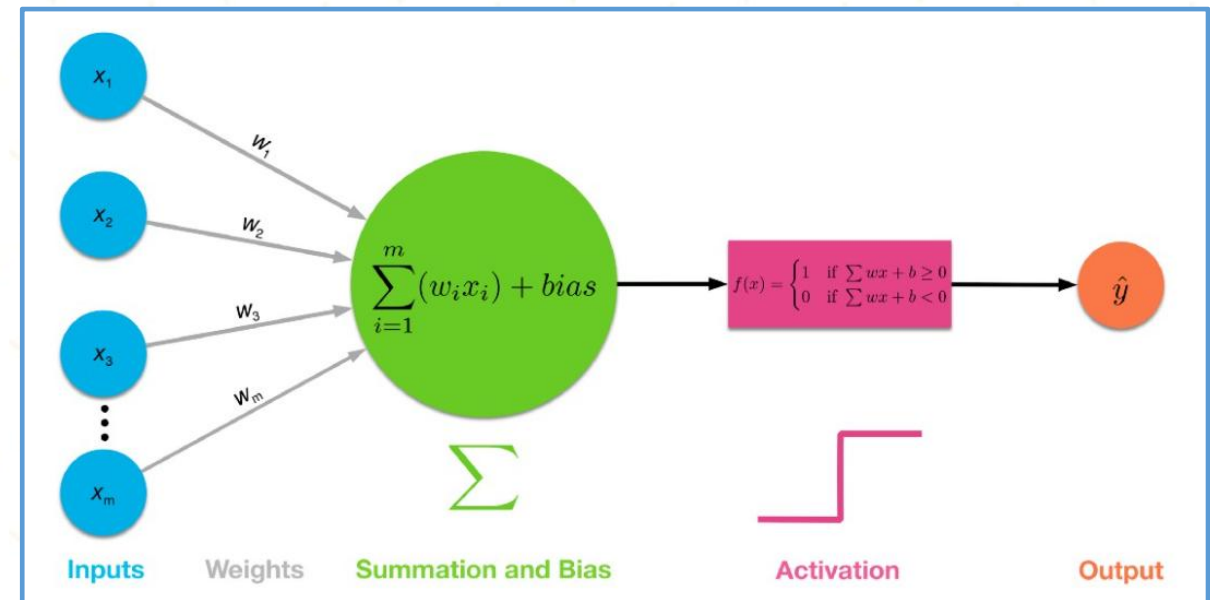 x₁
w₁
x₂
w₂
x₃
w₃
xₘ
wₘ
∑_{i=1}^{m}(wᵢxᵢ) + bias
f(x) = {1 if ∑ wx + b ≥ 0
0 if ∑ wx + b < 0
ŷ
∑
Inputs Weights Summation and Bias Activation Output